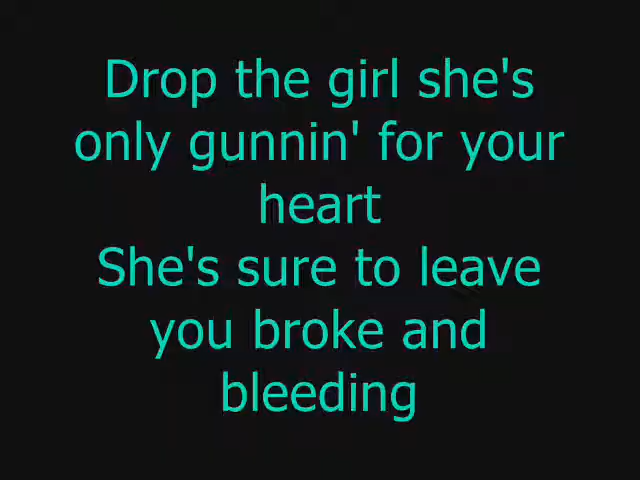 Drop the girl she's
only gunnin' for your
heart
She's sure to leave
you broke and
bleeding